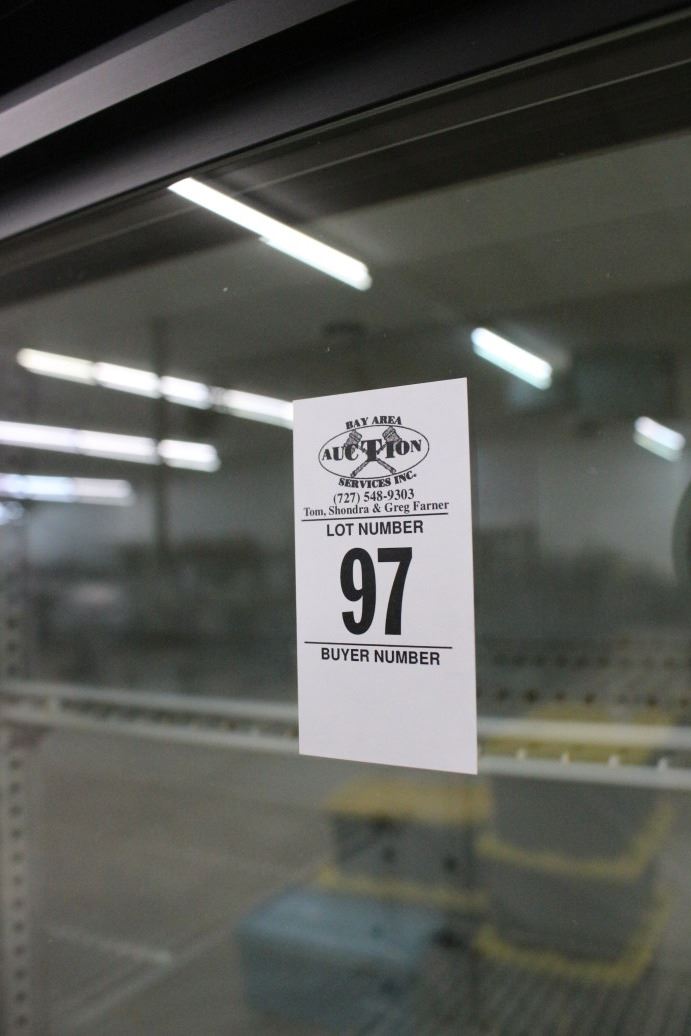 BAY AREA
AUCTION
SERVICES INC.
(727) 548-9303
Tom, Shondra & Greg Farner
LOT NUMBER
97
BUYER NUMBER